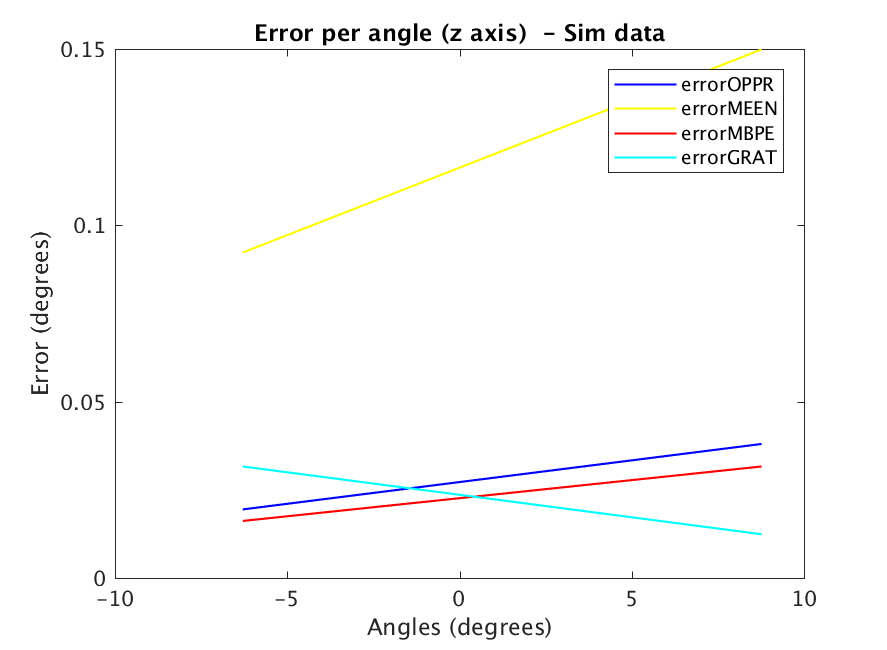 Error per angle (z axis)  - Sim data
0.15
errorOPPR
errorMEEN
errorMBPE
errorGRAT
0.1
Error (degrees)
0.05
0
-10
-5
0
5
10
Angles (degrees)